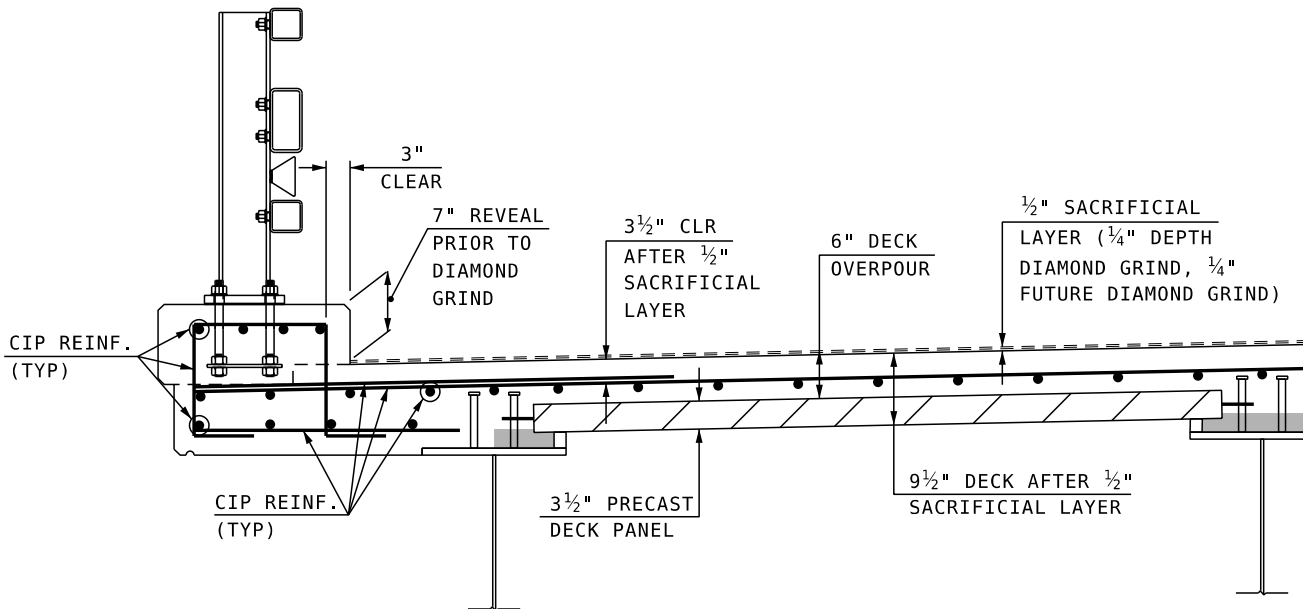 3"
CLEAR
7" REVEAL
PRIOR TO
DIAMOND
GRIND
3½" CLR
AFTER ½"
SACRIFICIAL
LAYER
6" DECK
OVERPOUR
½" SACRIFICIAL
LAYER (¼" DEPTH
DIAMOND GRIND, ¼"
FUTURE DIAMOND GRIND)
CIP REINF.
(TYP)
CIP REINF.
(TYP)
3½" PRECAST
DECK PANEL
9½" DECK AFTER ½"
SACRIFICIAL LAYER